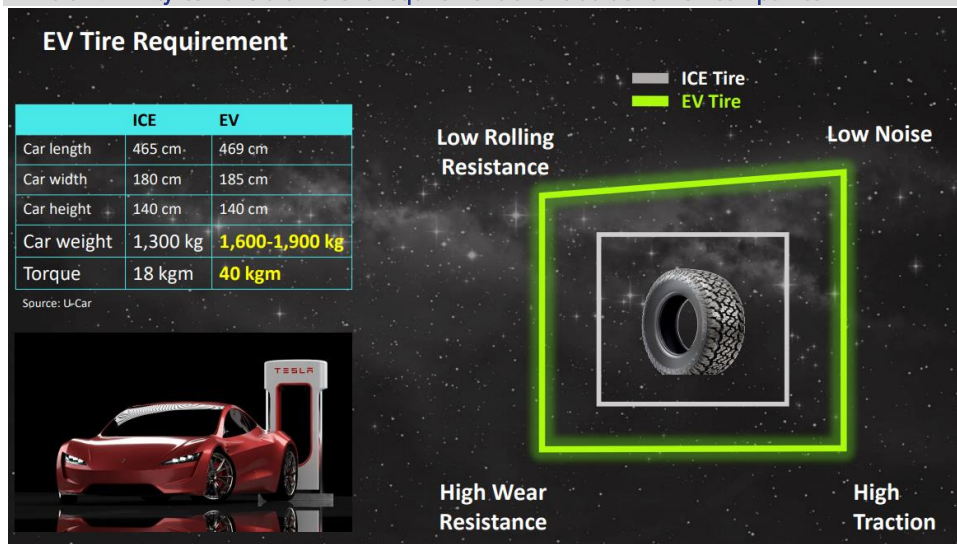 EV Tire Requirement
ICE EV
Car length 465 cm 469 cm
Car width 180 cm 185 cm
Car height 140 cm 140 cm
Car weight 1,300 kg 1,600-1,900 kg
Torque 18 kgm 40 kgm
Source: U-Car
TESLA
ICE Tire
EV Tire
Low Rolling
Resistance
Low Noise
High Wear
Resistance
High
Traction